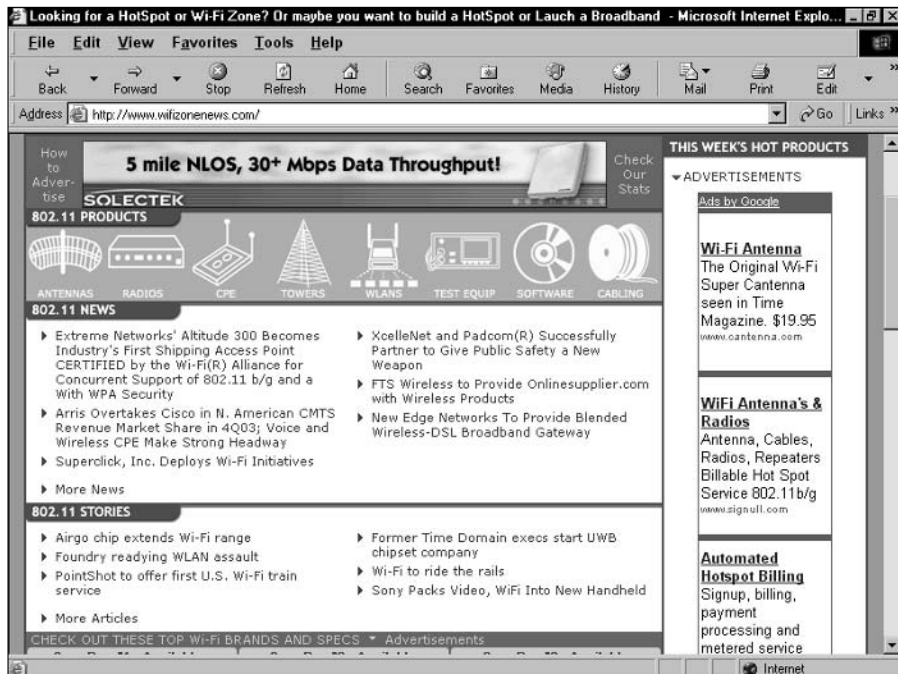 Looking for a HotSpot or Wi-Fi Zone? Or maybe you want to build a HotSpot or Lauch a Broadband - Microsoft Internet Explo...
File Edit View Favorites Tools Help
Back Forward Stop Refresh Home Search Favorites Media History Mail Print Edit
Address http://www.wifizonenews.com/ Go Links
How
to
Adver-
tise
5 mile NLOS, 30+ Mbps Data Throughput!
SOLECTEK
Check
Our
Stats
802.11 PRODUCTS
ANTENNAS RADIOS CPE TOWERS WLANS TEST EQUIP SOFTWARE CABLING
802.11 NEWS
Extreme Networks' Altitude 300 Becomes
Industry's First Shipping Access Point
CERTIFIED by the Wi-Fi(R) Alliance for
Concurrent Support of 802.11 b/g and a
With WPA Security
Arris Overtakes Cisco in N. American CMTS
Revenue Market Share in 4Q03; Voice and
Wireless CPE Make Strong Headway
Superclick, Inc. Deploys Wi-Fi Initiatives
More News
XcelleNet and Padcom(R) Successfully
Partner to Give Public Safety a New
Weapon
FTS Wireless to Provide Onlinesupplier.com
with Wireless Products
New Edge Networks To Provide Blended
Wireless-DSL Broadband Gateway
802.11 STORIES
Airgo chip extends Wi-Fi range
Foundry readying WLAN assault
PointShot to offer first U.S. Wi-Fi train
service
More Articles
Former Time Domain execs start UWB
chipset company
Wi-Fi to ride the rails
Sony Packs Video, WiFi Into New Handheld
CHECK OUT THESE TOP Wi-Fi BRANDS AND SPECS Advertisements
THIS WEEK'S HOT PRODUCTS
ADVERTISEMENTS
Ads by Google
Wi-Fi Antenna
The Original Wi-Fi
Super Cantenna
seen in Time
Magazine. $19.95
www.cantenna.com
WiFi Antenna's &
Radios
Antenna, Cables,
Radios, Repeaters
Billable Hot Spot
Service 802.11b/g
www.signull.com
Automated
Hotspot Billing
Signup, billing,
payment
processing and
metered service
Internet